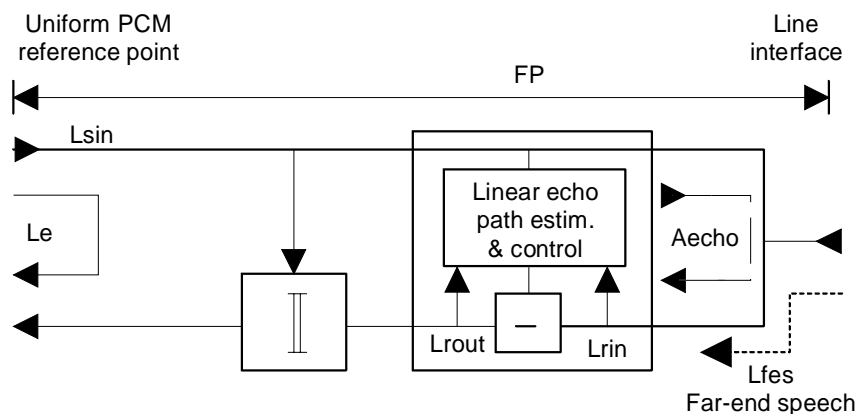 Uniform PCM
reference point
Line
interface
FP
Lsin
Linear echo
path estim.
& control
Le
Aecho
Lrout
Lrin
Lfes
Far-end speech